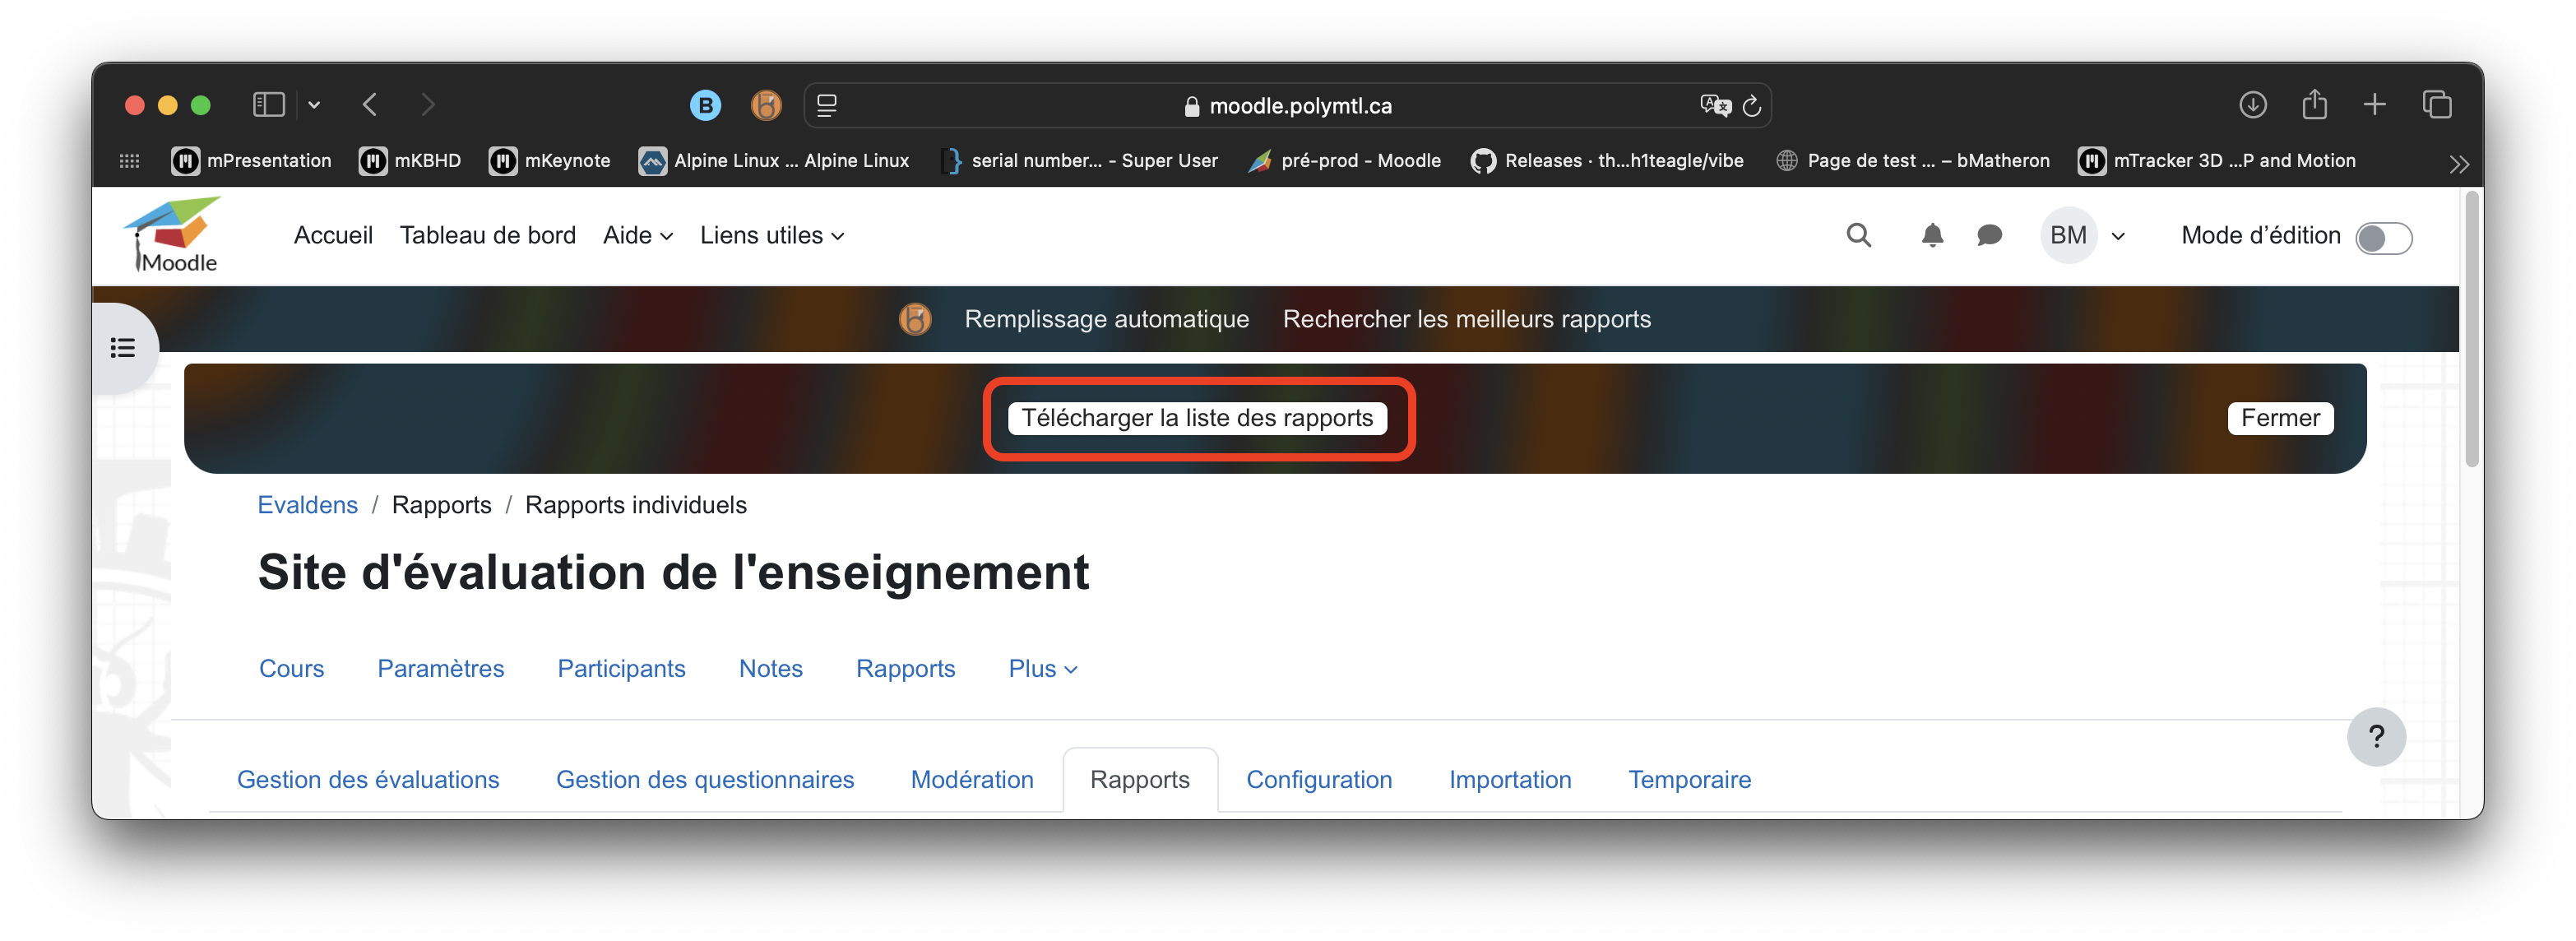 B
moodle.polymtl.ca
mPresentation mKBHD mKeynote Alpine Linux ... Alpine Linux serial number... - Super User pré-prod - Moodle Releases · th...h1teagle/vibe Page de test ... – bMatheron mTracker 3D ...P and Motion
Moodle
Accueil Tableau de bord Aide Liens utiles BM Mode d’édition
Remplissage automatique Rechercher les meilleurs rapports
Télécharger la liste des rapports Fermer
Evaldens / Rapports / Rapports individuels
Site d'évaluation de l'enseignement
Cours Paramètres Participants Notes Rapports Plus
?
Gestion des évaluations Gestion des questionnaires Modération Rapports Configuration Importation Temporaire